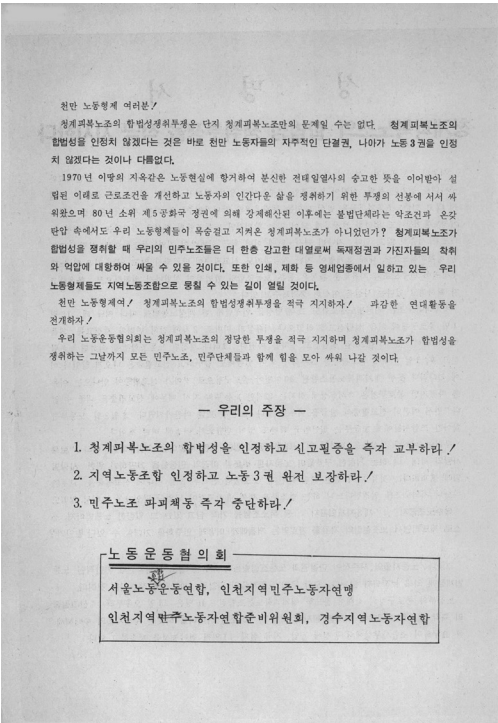 천만 노동형제 여러분!
청계피복노조의 합법성쟁취투쟁은 단지 청계피복노조만의 문제일 수는 없다. 청계피복노조의
합법성을 인정치 않겠다는 것은 바로 천만 노동자들의 자주적인 단결권, 나아가 노동 3권을 인정
치 않겠다는 것이나 다름없다.
1970년 이땅의 지옥같은 노동현실에 항거하여 분신한 전태일열사의 숭고한 뜻을 이어받아 설
립된 이래로 근로조건을 개선하고 노동자의 인간다운 삶을 쟁취하기 위한 투쟁의 선봉에 서서 싸
워왔으며 80년 소위 제5공화국 정권에 의해 강제해산된 이후에는 불법단체라는 악조건과 온갖
탄압 속에서도 우리 노동형제들이 목숨걸고 지켜온 청계피복노조가 아니었던가? 청계피복노조가
합법성을 쟁취할 때 우리의 민주노조들은 더 한층 강고한 대열로써 독재정권과 가진자들의 착취
와 억압에 대항하여 싸울 수 있을 것이다. 또한 인쇄, 제화 등 영세업종에서 일하고 있는 우리
노동형제들도 지역노동조합으로 뭉칠 수 있는 길이 열릴 것이다.
천만 노동형제여! 청계피복노조의 합법성쟁취투쟁을 적극 지지하자! 과감한 연대활동을
전개하자!
우리 노동운동협의회는 청계피복노조의 정당한 투쟁을 적극 지지하며 청계피복노조가 합법성을
쟁취하는 그날까지 모든 민주노조, 민주단체들과 함께 힘을 모아 싸워 나갈 것이다.
— 우리의 주장 —
1. 청계피복노조의 합법성을 인정하고 신고필증을 즉각 교부하라!
2. 지역노동조합 인정하고 노동3권 완전 보장하라!
3. 민주노조 파괴책동 즉각 중단하라!
노동운동협의회
서울노동운동연합, 인천지역민주노동자연맹
인천지역민주노동자연합준비위원회, 경수지역노동자연합